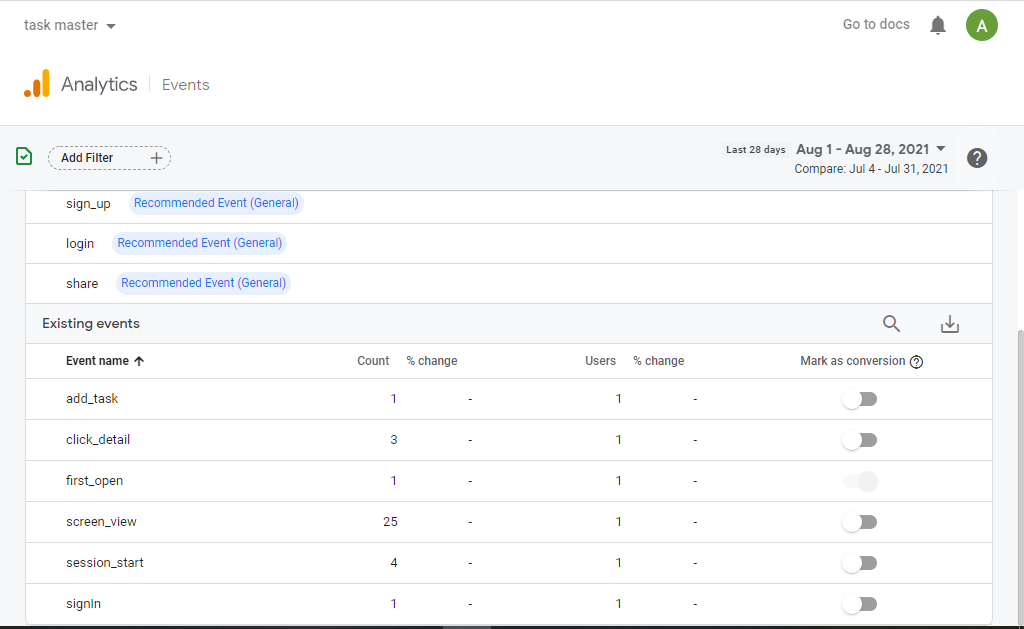 task master
Go to docs
A
Analytics Events
Add Filter +
Last 28 days Aug 1 - Aug 28, 2021
Compare: Jul 4 - Jul 31, 2021
sign_up Recommended Event (General)
login Recommended Event (General)
share Recommended Event (General)
Existing events
Event name Count % change Users % change Mark as conversion
add_task 1 - 1 -
click_detail 3 - 1 -
first_open 1 - 1 -
screen_view 25 - 1 -
session_start 4 - 1 -
signIn 1 - 1 -